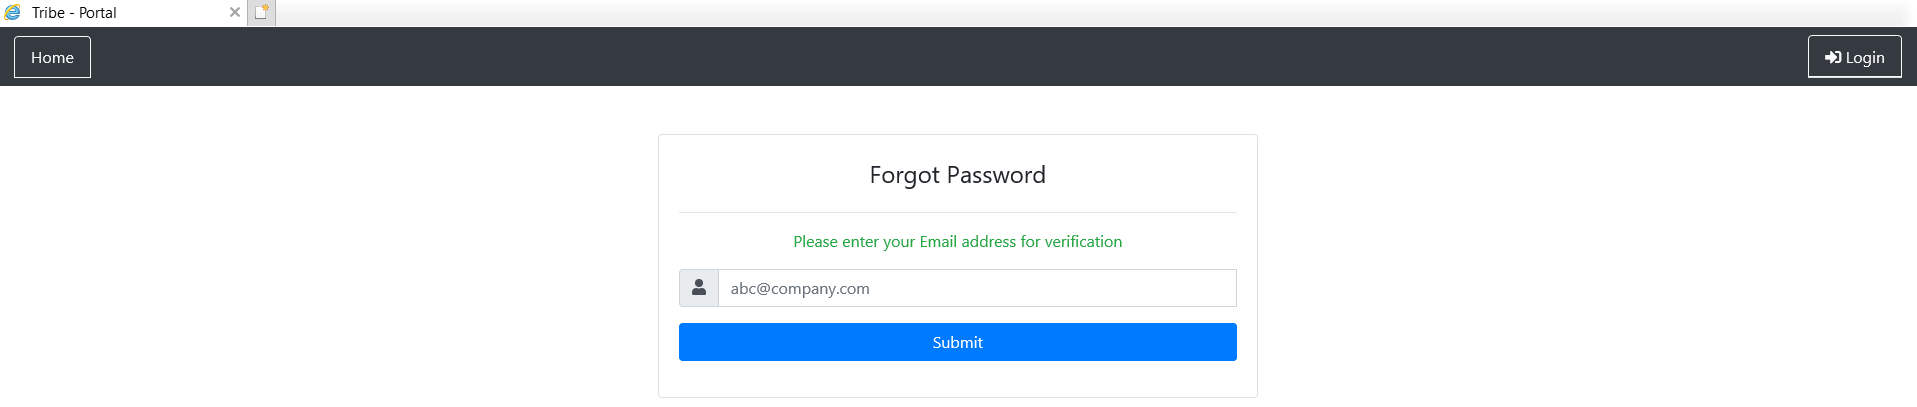 Tribe - Portal
Home
Login
Forgot Password
Please enter your Email address for verification
abc@company.com
Submit